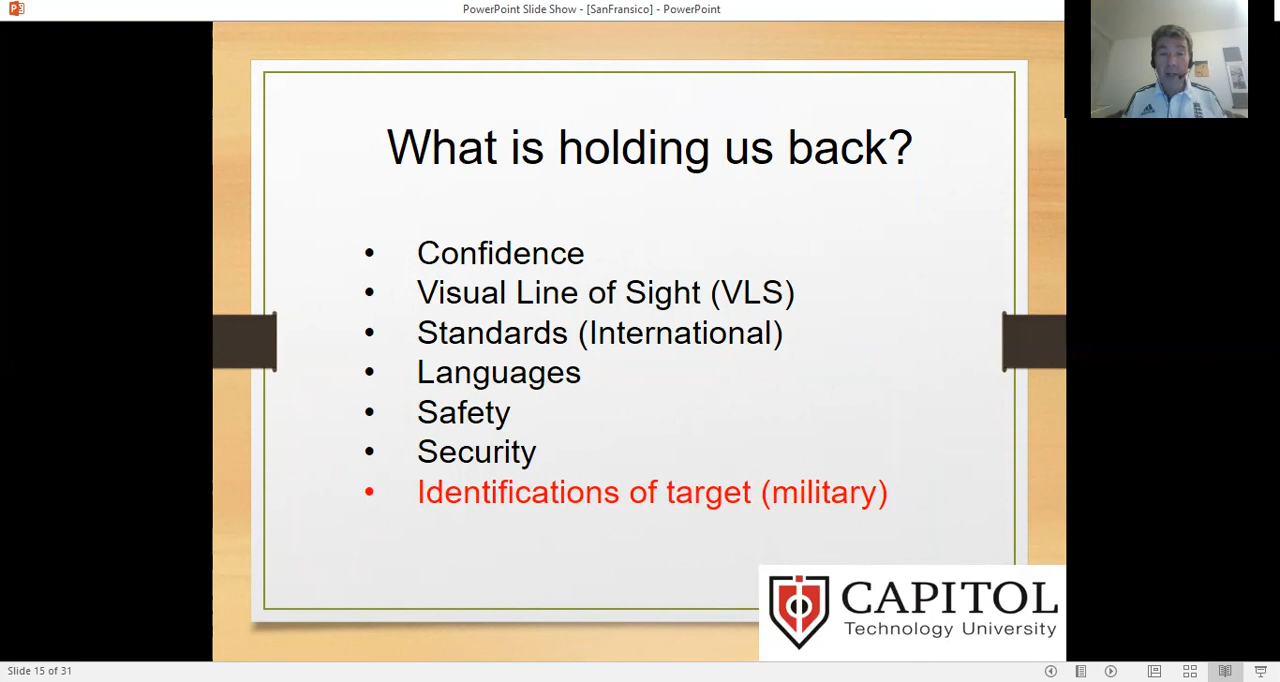 PowerPoint Slide Show - [SanFransico] - PowerPoint
What is holding us back?
• Confidence
• Visual Line of Sight (VLS)
• Standards (International)
• Languages
• Safety
• Security
• Identifications of target (military)
CAPITOL
Technology University
Slide 15 of 31